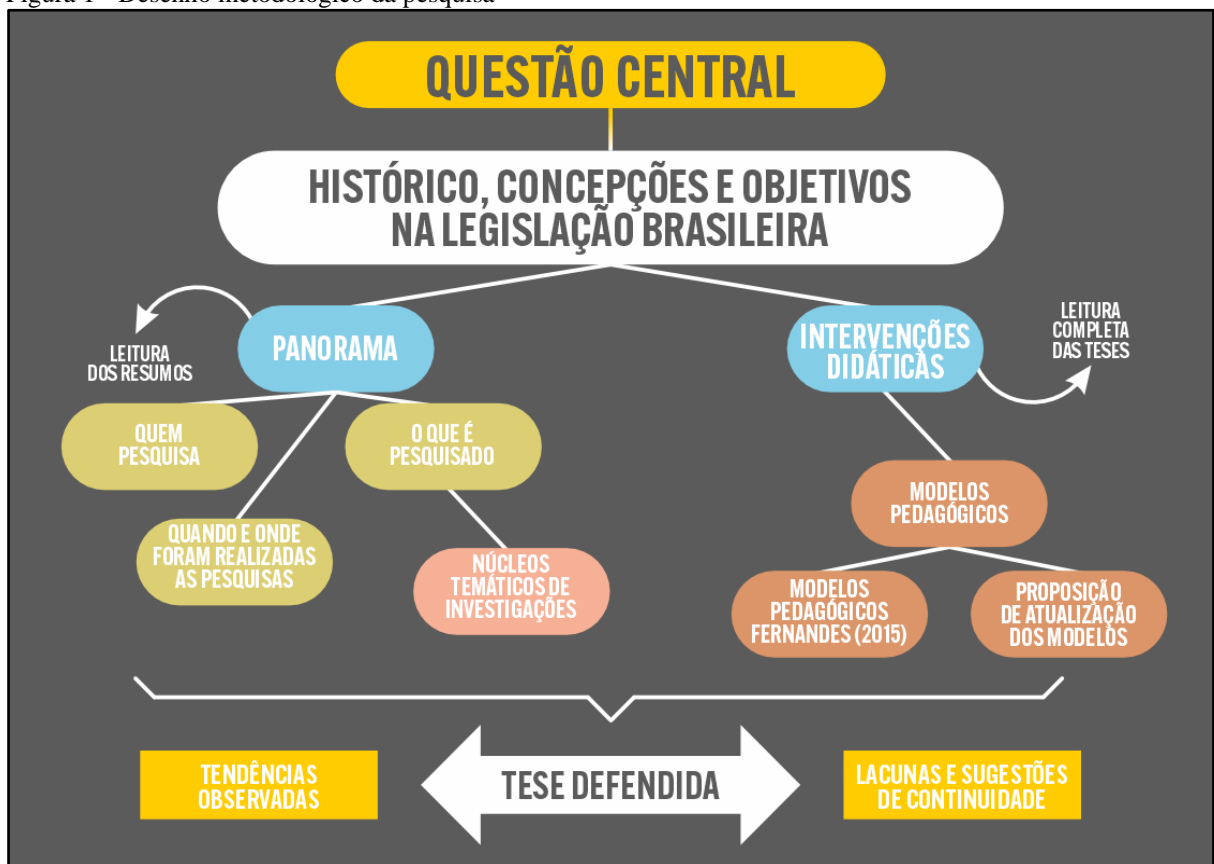 Figura 1 – Desenho metodológico da pesquisa
QUESTÃO CENTRAL
HISTÓRICO, CONCEPÇÕES E OBJETIVOS
NA LEGISLAÇÃO BRASILEIRA
LEITURA
DOS RESUMOS
PANORAMA
INTERVENÇÕES
DIDÁTICAS
LEITURA
COMPLETA
DAS TESES
QUEM
PESQUISA
O QUE É
PESQUISADO
QUANDO E ONDE
FORAM REALIZADAS
AS PESQUISAS
NÚCLEOS
TEMÁTICOS DE
INVESTIGAÇÕES
MODELOS
PEDAGÓGICOS
MODELOS
PEDAGÓGICOS
FERNANDES (2015)
PROPOSIÇÃO
DE ATUALIZAÇÃO
DOS MODELOS
TENDÊNCIAS
OBSERVADAS
TESE DEFENDIDA
LACUNAS E SUGESTÕES
DE CONTINUIDADE